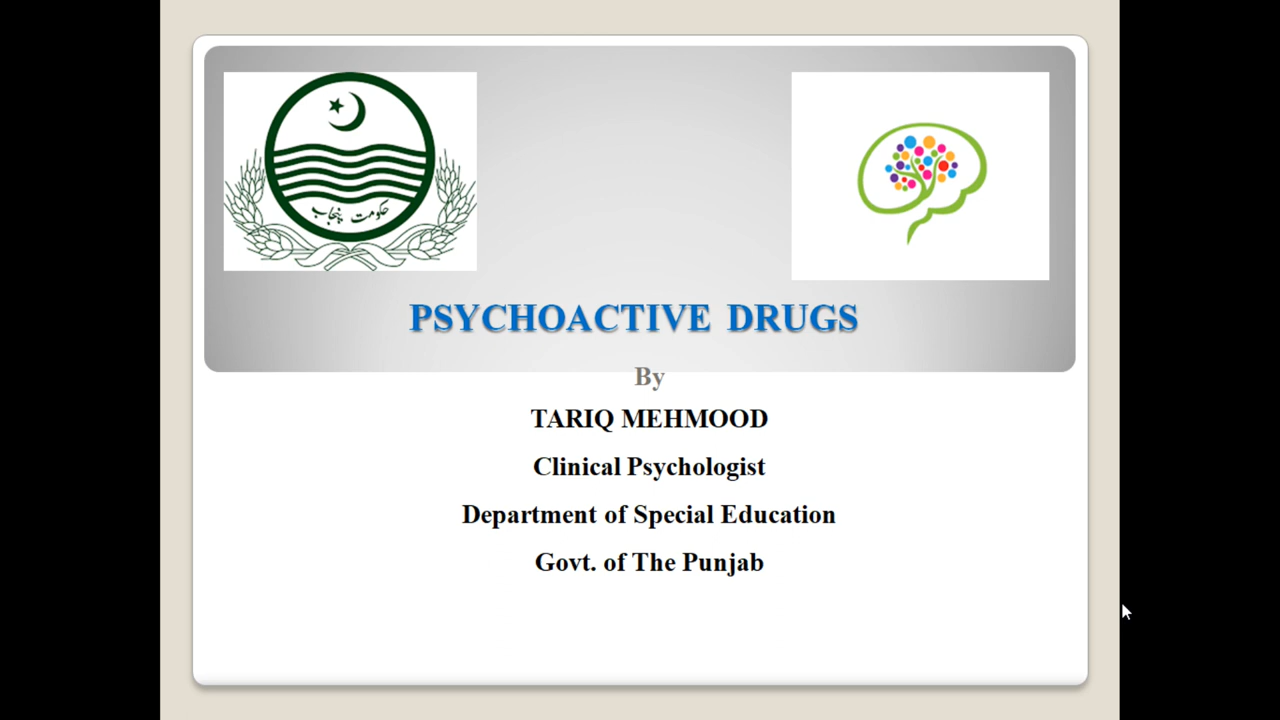 حکومت پنجاب
PSYCHOACTIVE DRUGS
By
TARIQ MEHMOOD
Clinical Psychologist
Department of Special Education
Govt. of The Punjab